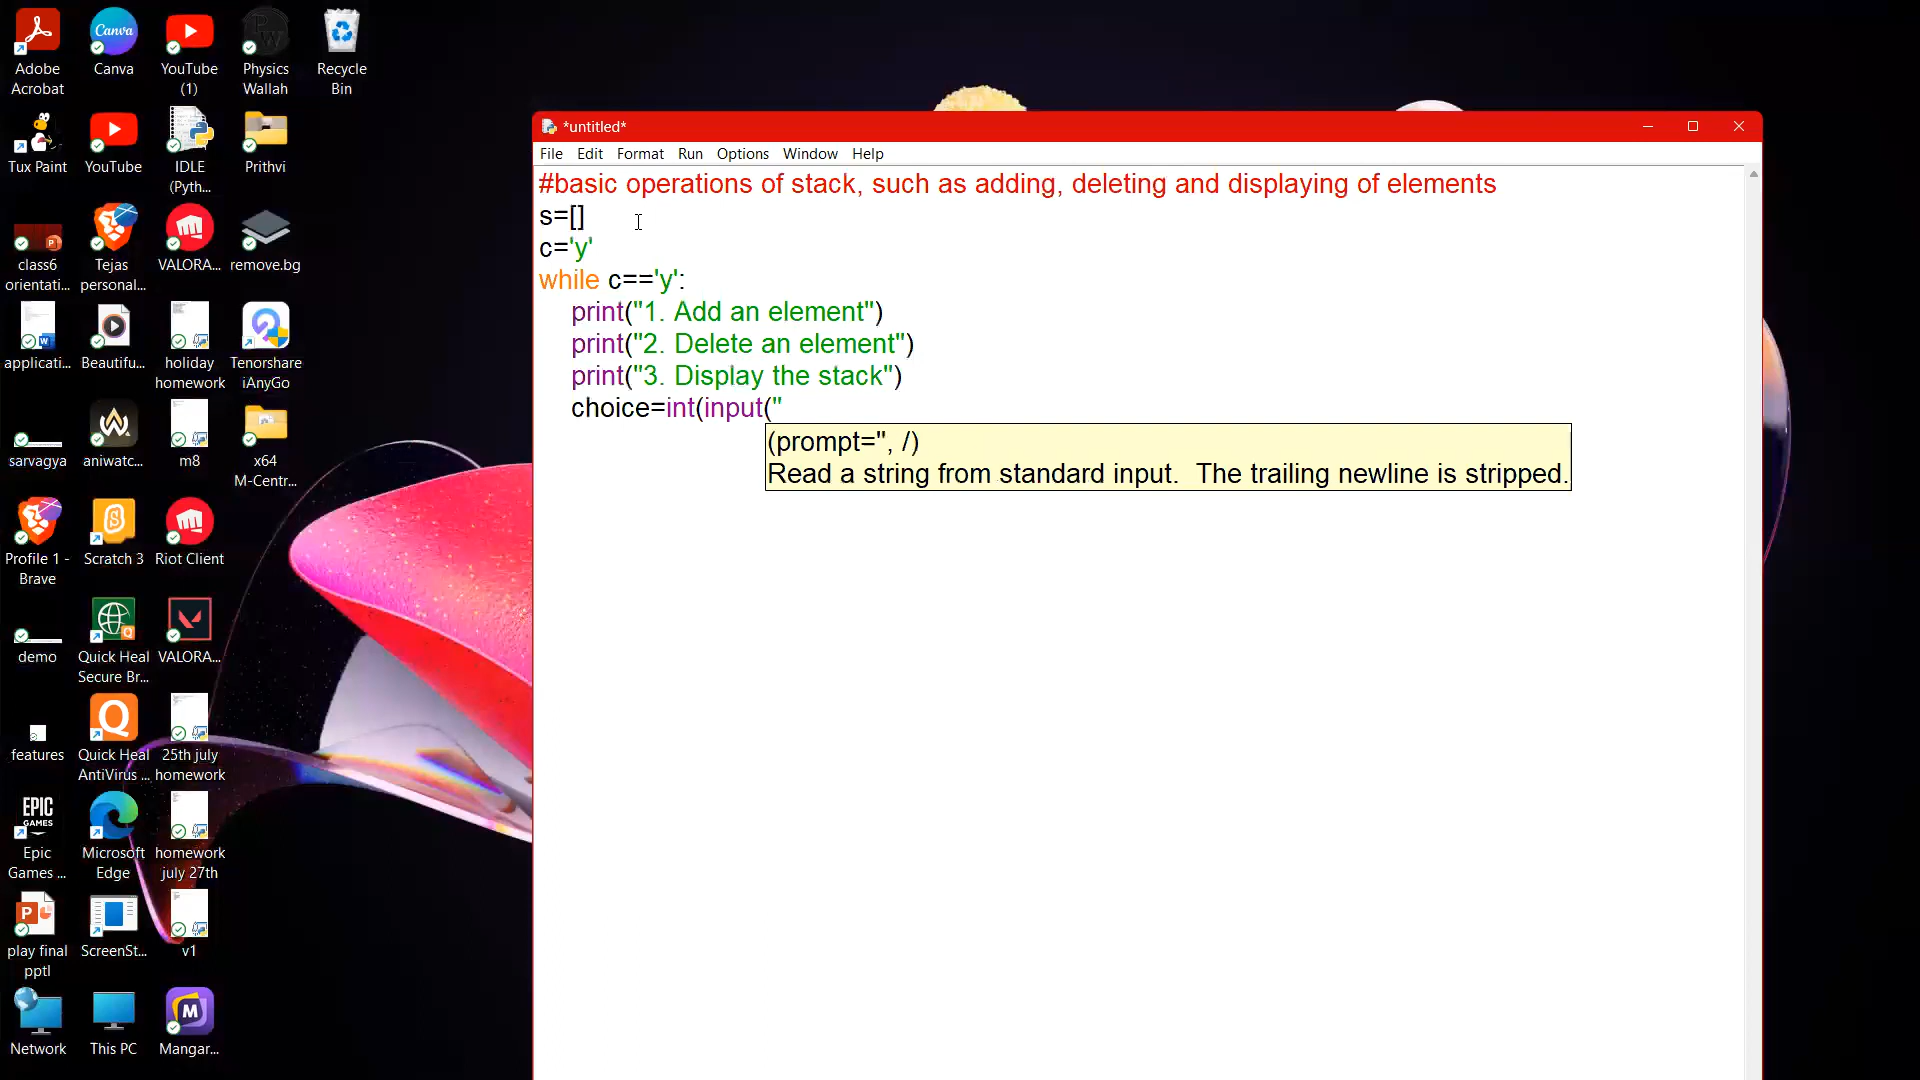 Adobe Acrobat
Canva
YouTube (1)
Physics Wallah
Recycle Bin
Tux Paint
YouTube
IDLE (Pyth...
Prithvi
class6 orientati...
Tejas personal...
VALORA...
remove.bg
applicati...
Beautifu...
holiday homework
Tenorshare iAnyGo
sarvagya
aniwatc...
m8
x64 M-Centr...
Profile 1 - Brave
Scratch 3
Riot Client
demo
Quick Heal Secure Br...
VALORA...
features
Quick Heal AntiVirus ...
25th july homework
Epic Games ...
Microsoft Edge
homework july 27th
play final pptl
ScreenSt...
v1
Network
This PC
Mangar...
*untitled*
File Edit Format Run Options Window Help
#basic operations of stack, such as adding, deleting and displaying of elements
s=[]
c='y'
while c=='y':
    print("1. Add an element")
    print("2. Delete an element")
    print("3. Display the stack")
    choice=int(input("
(prompt='', /)
Read a string from standard input.  The trailing newline is stripped.